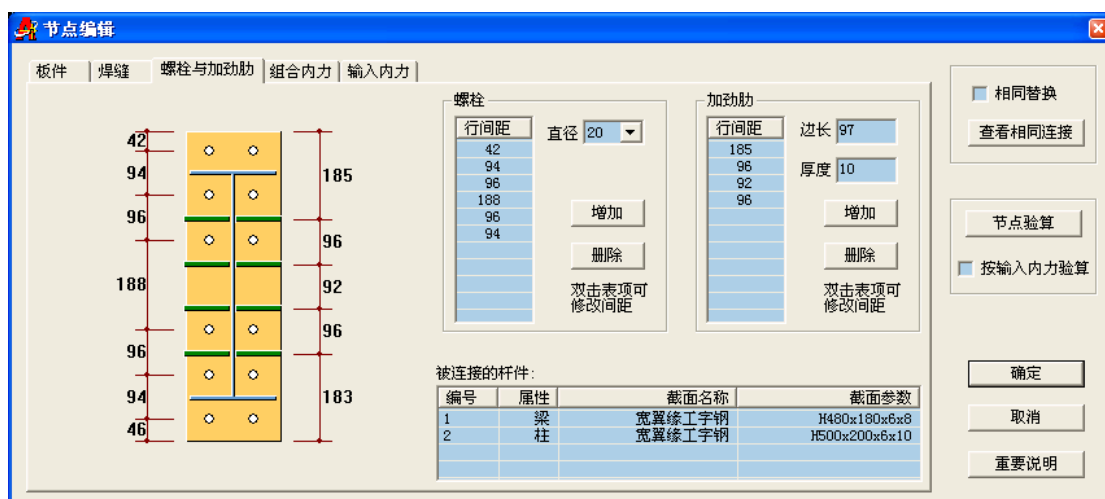 节点编辑
板件 焊缝 螺栓与加劲肋 组合内力 输入内力
42
94
96
188
96
94
46
185
96
92
96
183
螺栓
行间距
42
94
96
188
96
94
直径 20
增加
删除
双击表项可
修改间距
加劲肋
行间距
185
96
92
96
边长 97
厚度 10
增加
删除
双击表项可
修改间距
被连接的杆件:
编号 属性 截面名称 截面参数
1 梁 宽翼缘工字钢 H480x180x6x8
2 柱 宽翼缘工字钢 H500x200x6x10
相同替换
查看相同连接
节点验算
按输入内力验算
确定
取消
重要说明